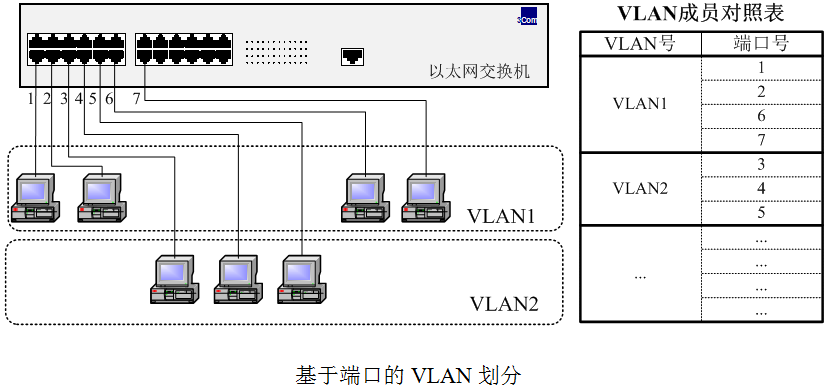 3Com
以太网交换机
1 2 3 4 5 6 7
VLAN1
VLAN2
VLAN成员对照表
VLAN号 端口号
VLAN1
1
2
6
7
VLAN2
3
4
5
...
...
...
...
...
基于端口的 VLAN 划分